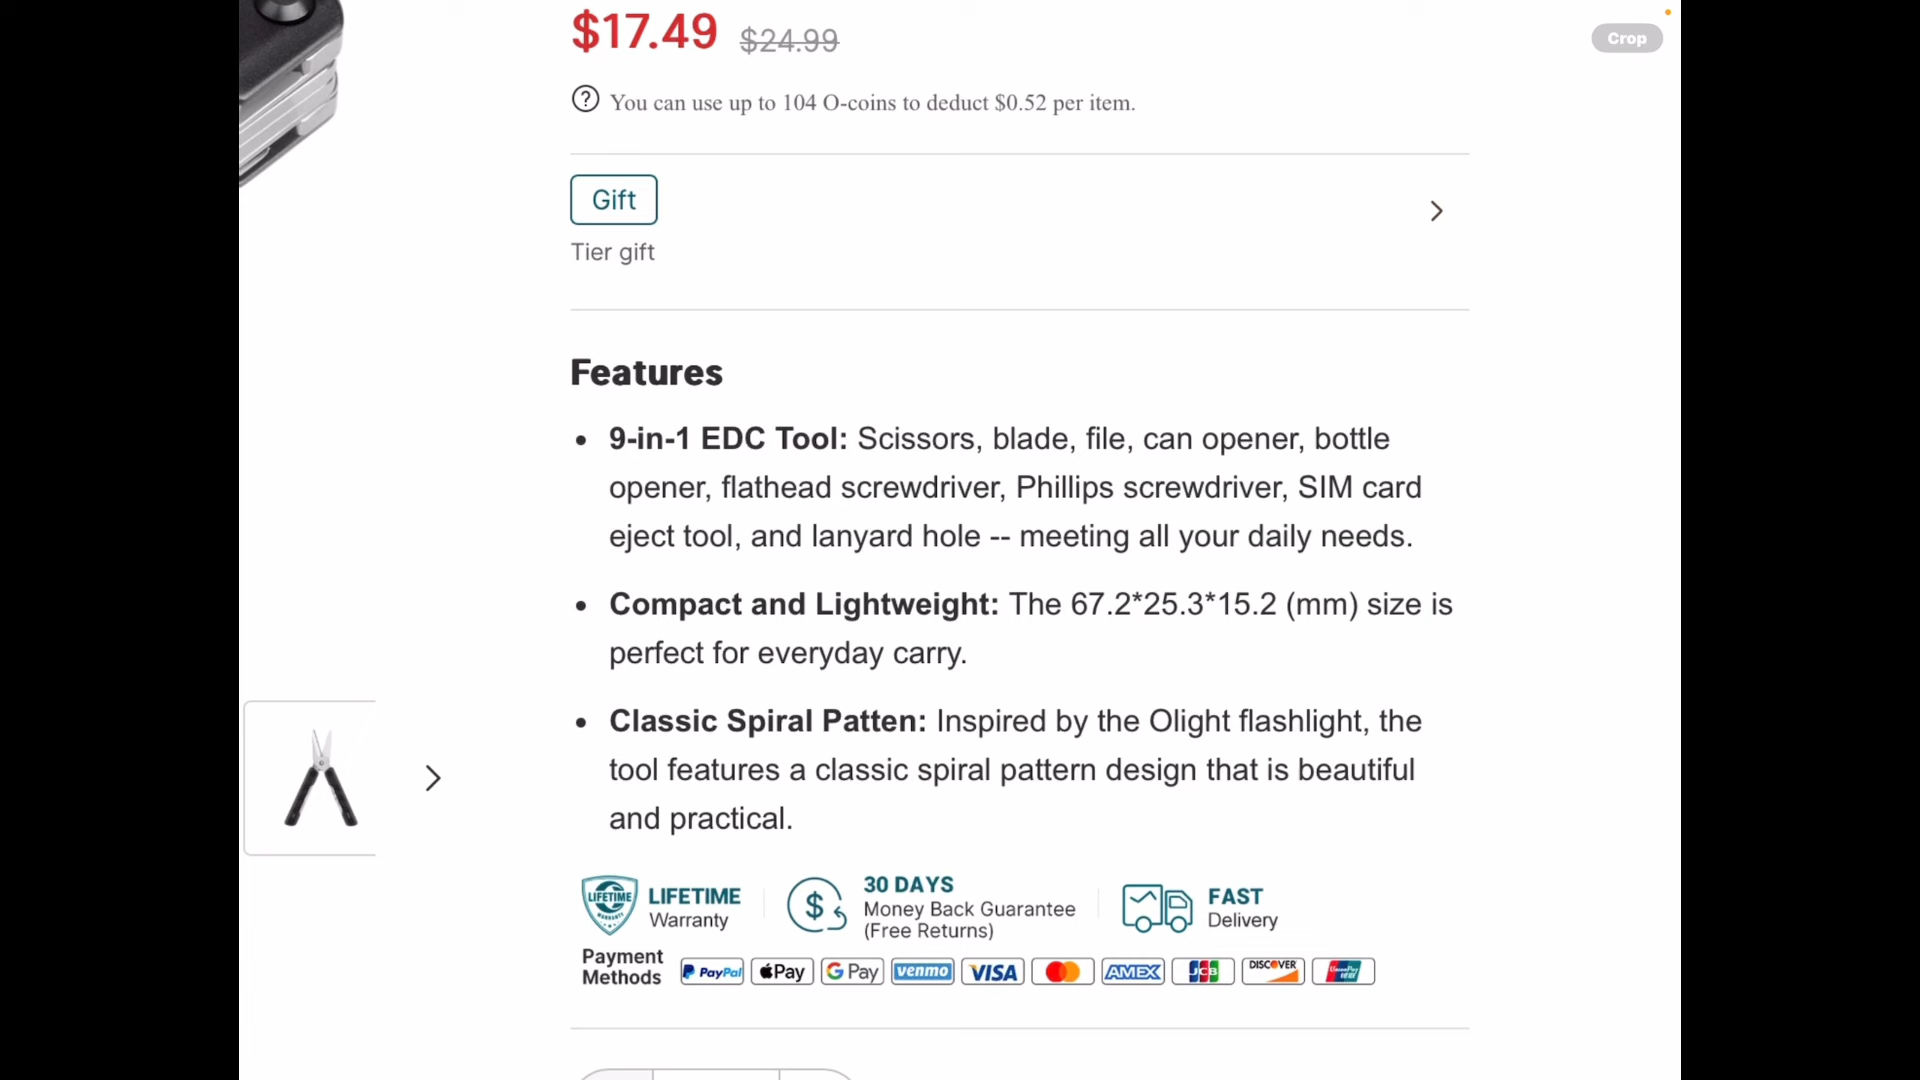 $17.49 $24.99
Crop
You can use up to 104 O-coins to deduct $0.52 per item.
Gift
Tier gift
Features
• 9-in-1 EDC Tool: Scissors, blade, file, can opener, bottle
opener, flathead screwdriver, Phillips screwdriver, SIM card
eject tool, and lanyard hole -- meeting all your daily needs.
• Compact and Lightweight: The 67.2*25.3*15.2 (mm) size is
perfect for everyday carry.
• Classic Spiral Patten: Inspired by the Olight flashlight, the
tool features a classic spiral pattern design that is beautiful
and practical.
LIFETIME WARRANTY
LIFETIME
Warranty
30 DAYS
Money Back Guarantee
(Free Returns)
FAST
Delivery
Payment
Methods
PayPal Pay G Pay venmo VISA AMEX JCB DISCOVER UnionPay